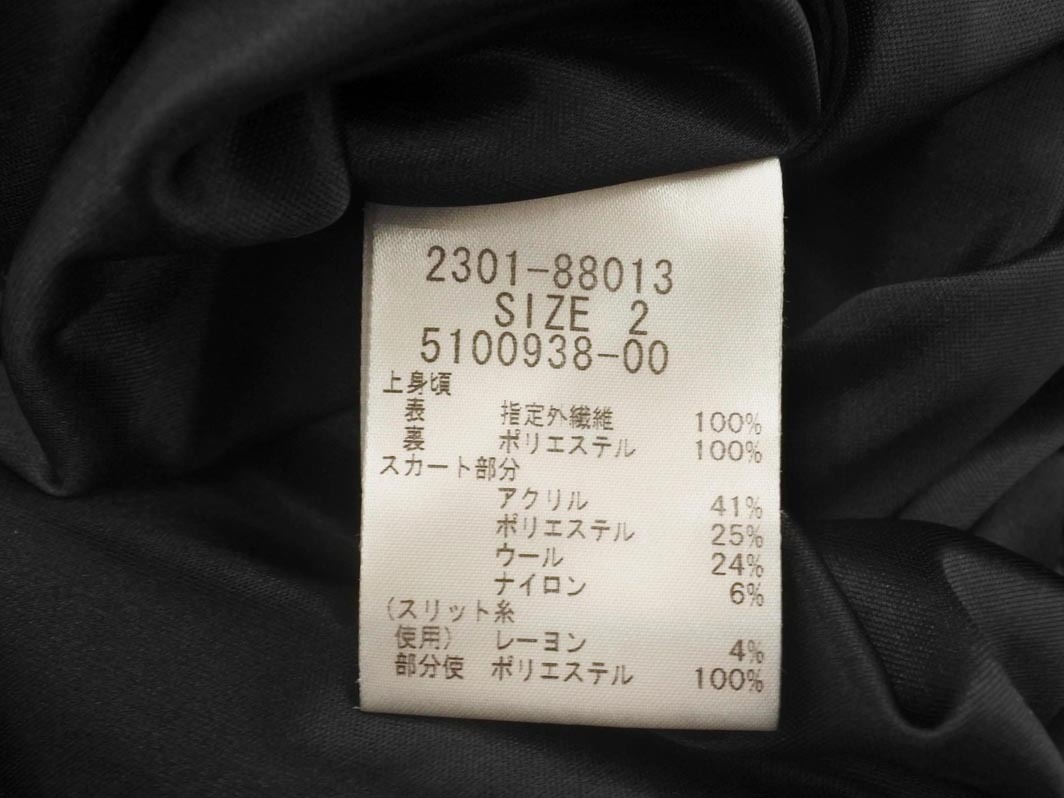 2301-88013
SIZE 2
5100938-00
上身頃
表 指定外繊維 100%
裏 ポリエステル 100%
スカート部分
アクリル 41%
ポリエステル 25%
ウール 24%
ナイロン 6%
(スリット糸
使用) レーヨン 4%
部分使 ポリエステル 100%